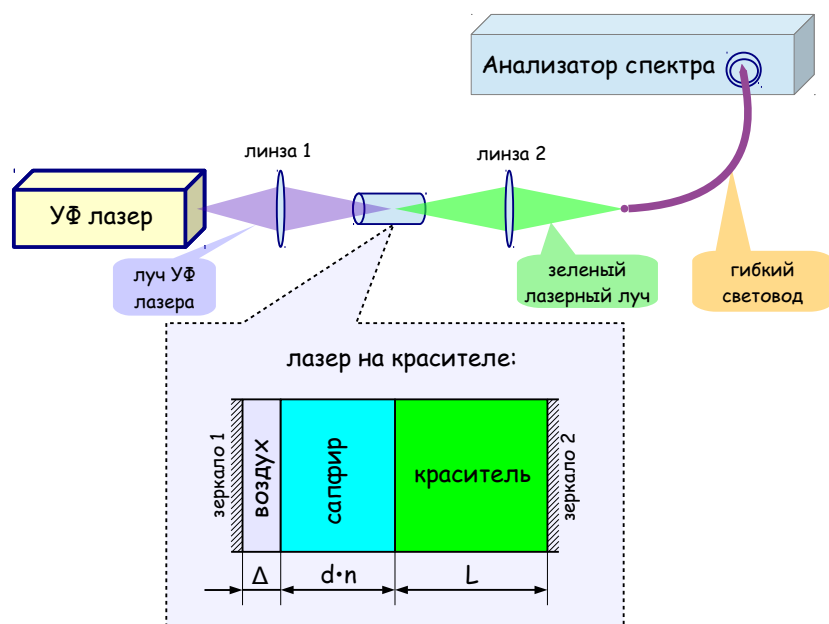 Анализатор спектра
линза 1
линза 2
УФ лазер
луч УФ
лазера
зеленый
лазерный луч
гибкий
световод
лазер на красителе:
зеркало 1
воздух
сапфир
краситель
зеркало 2
Δ
d·n
L